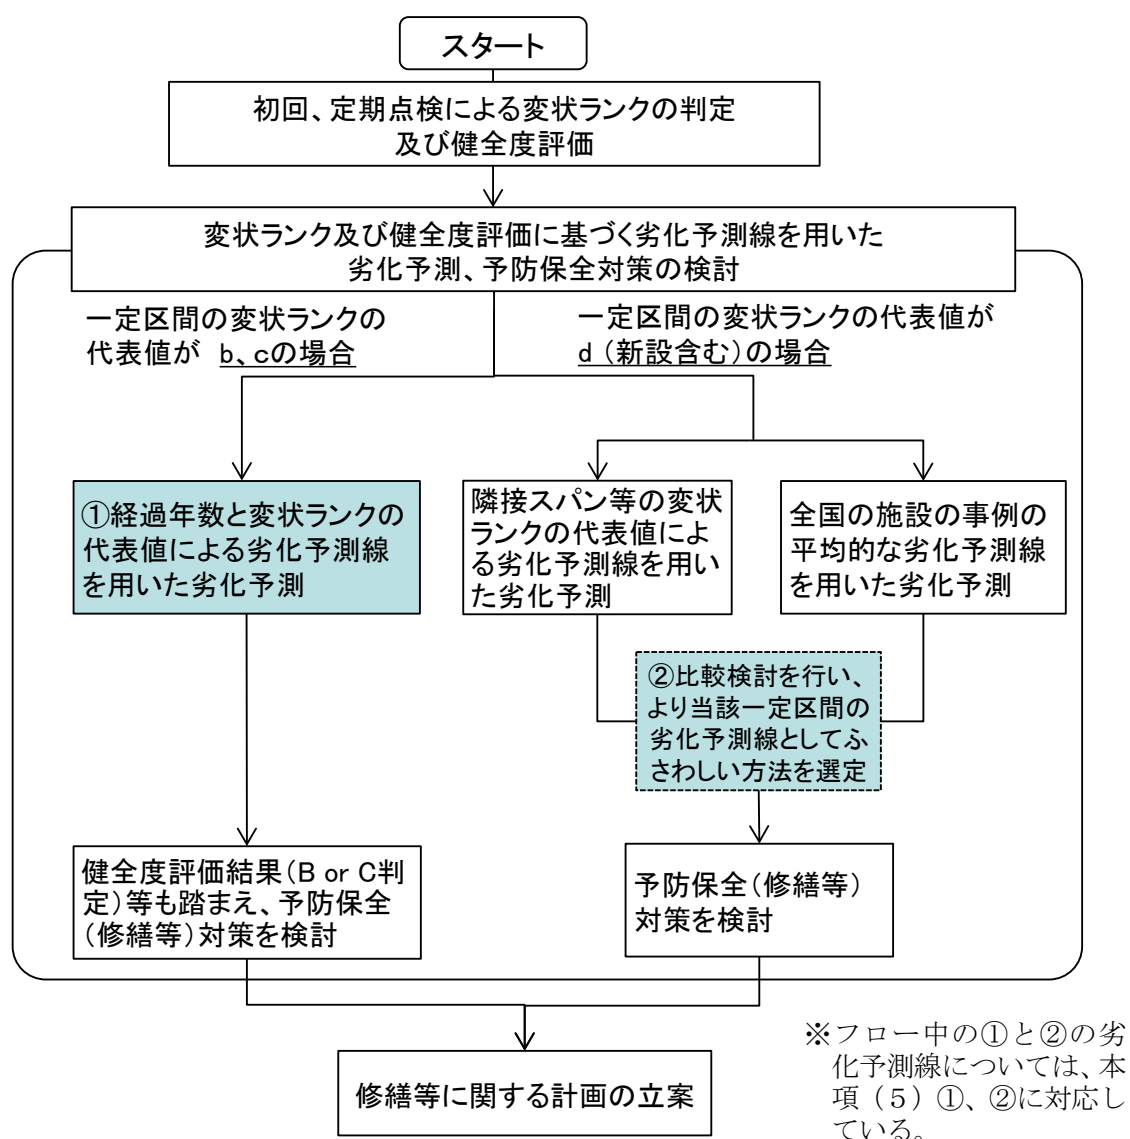 スタート
初回、定期点検による変状ランクの判定
及び健全度評価
変状ランク及び健全度評価に基づく劣化予測線を用いた
劣化予測、予防保全対策の検討
一定区間の変状ランクの
代表値が b、cの場合
一定区間の変状ランクの代表値が
d（新設含む）の場合
①経過年数と変状ランクの
代表値による劣化予測線
を用いた劣化予測
隣接スパン等の変状
ランクの代表値によ
る劣化予測線を用い
た劣化予測
全国の施設の事例の
平均的な劣化予測線
を用いた劣化予測
②比較検討を行い、
より当該一定区間の
劣化予測線としてふ
さわしい方法を選定
健全度評価結果（B or C判
定）等も踏まえ、予防保全
（修繕等）対策を検討
予防保全（修繕等）
対策を検討
修繕等に関する計画の立案
※フロー中の①と②の劣
化予測線については、本
項（５）①、②に対応し
ている。